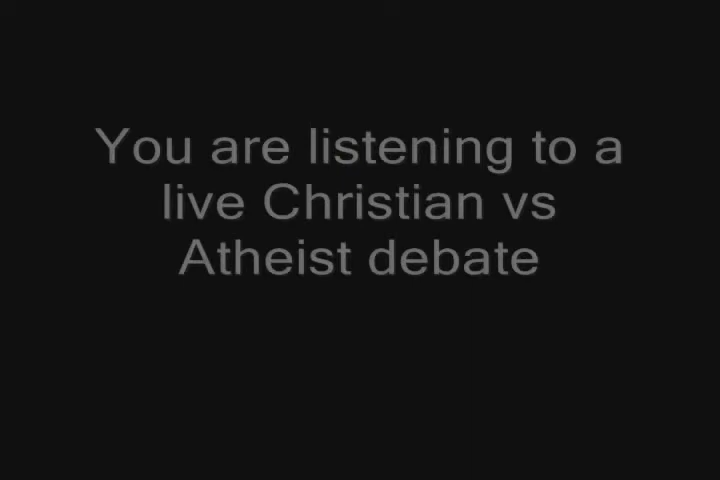 You are listening to a
live Christian vs
Atheist debate